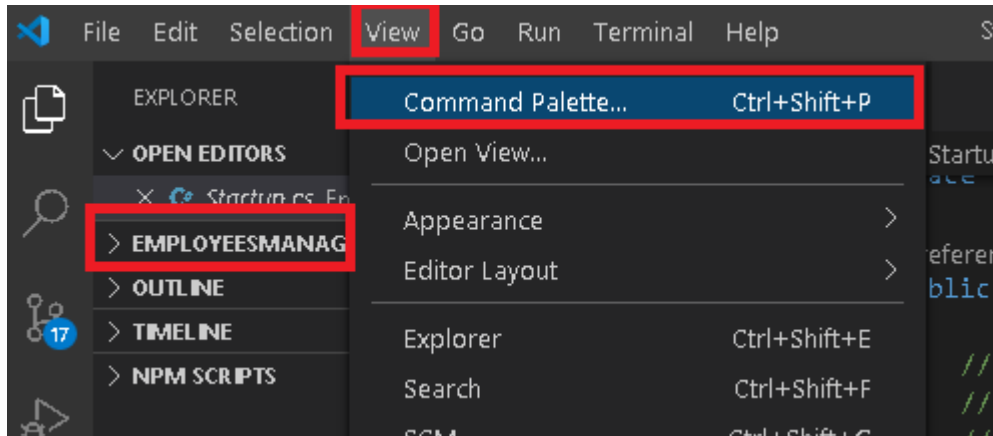 File Edit Selection View Go Run Terminal Help
EXPLORER
Command Palette... Ctrl+Shift+P
OPEN EDITORS
Open View...
Startup.cs
EMPLOYEESMANAG
Appearance
Editor Layout
OUTLINE
17
TIMELINE
Explorer Ctrl+Shift+E
NPM SCRIPTS
Search Ctrl+Shift+F
//
//